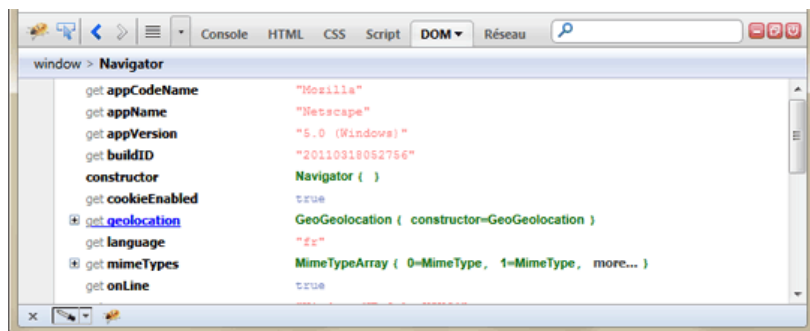 Console HTML CSS Script DOM Réseau
window > Navigator
get appCodeName "Mozilla"
get appName "Netscape"
get appVersion "5.0 (Windows)"
get buildID "20110318052756"
constructor Navigator { }
get cookieEnabled true
get geolocation GeoGeolocation { constructor=GeoGeolocation }
get language "fr"
get mimeTypes MimeTypeArray { 0=MimeType, 1=MimeType, more... }
get onLine true